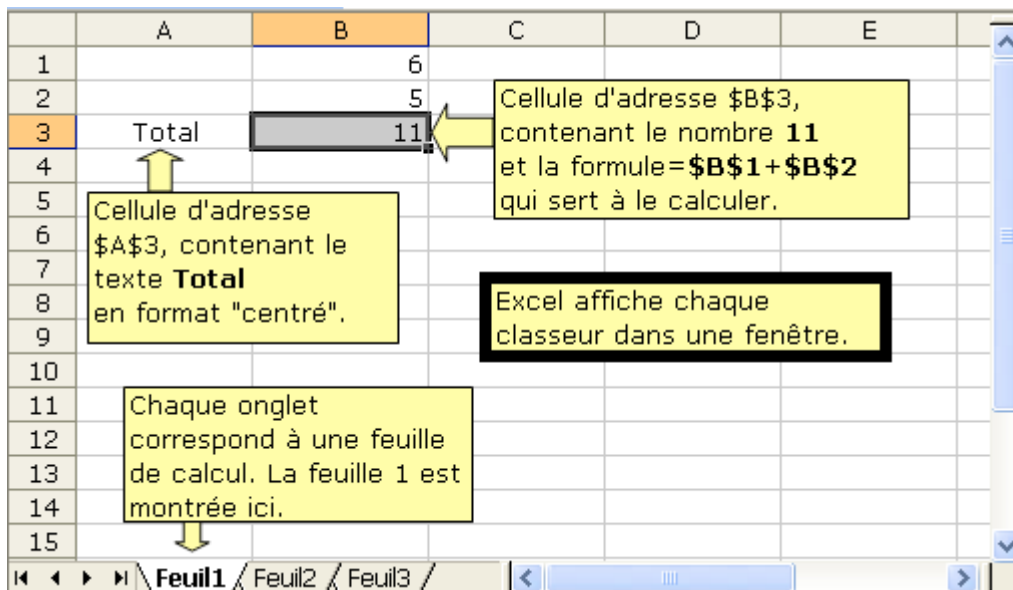 A B C D E
1 6
2 5
3 Total 11
4
5
6
7
8
9
10
11
12
13
14
15
Cellule d'adresse $B$3,
contenant le nombre 11
et la formule=$B$1+$B$2
qui sert à le calculer.
Cellule d'adresse
$A$3, contenant le
texte Total
en format "centré".
Excel affiche chaque
classeur dans une fenêtre.
Chaque onglet
correspond à une feuille
de calcul. La feuille 1 est
montrée ici.
Feuil1 / Feuil2 / Feuil3 /